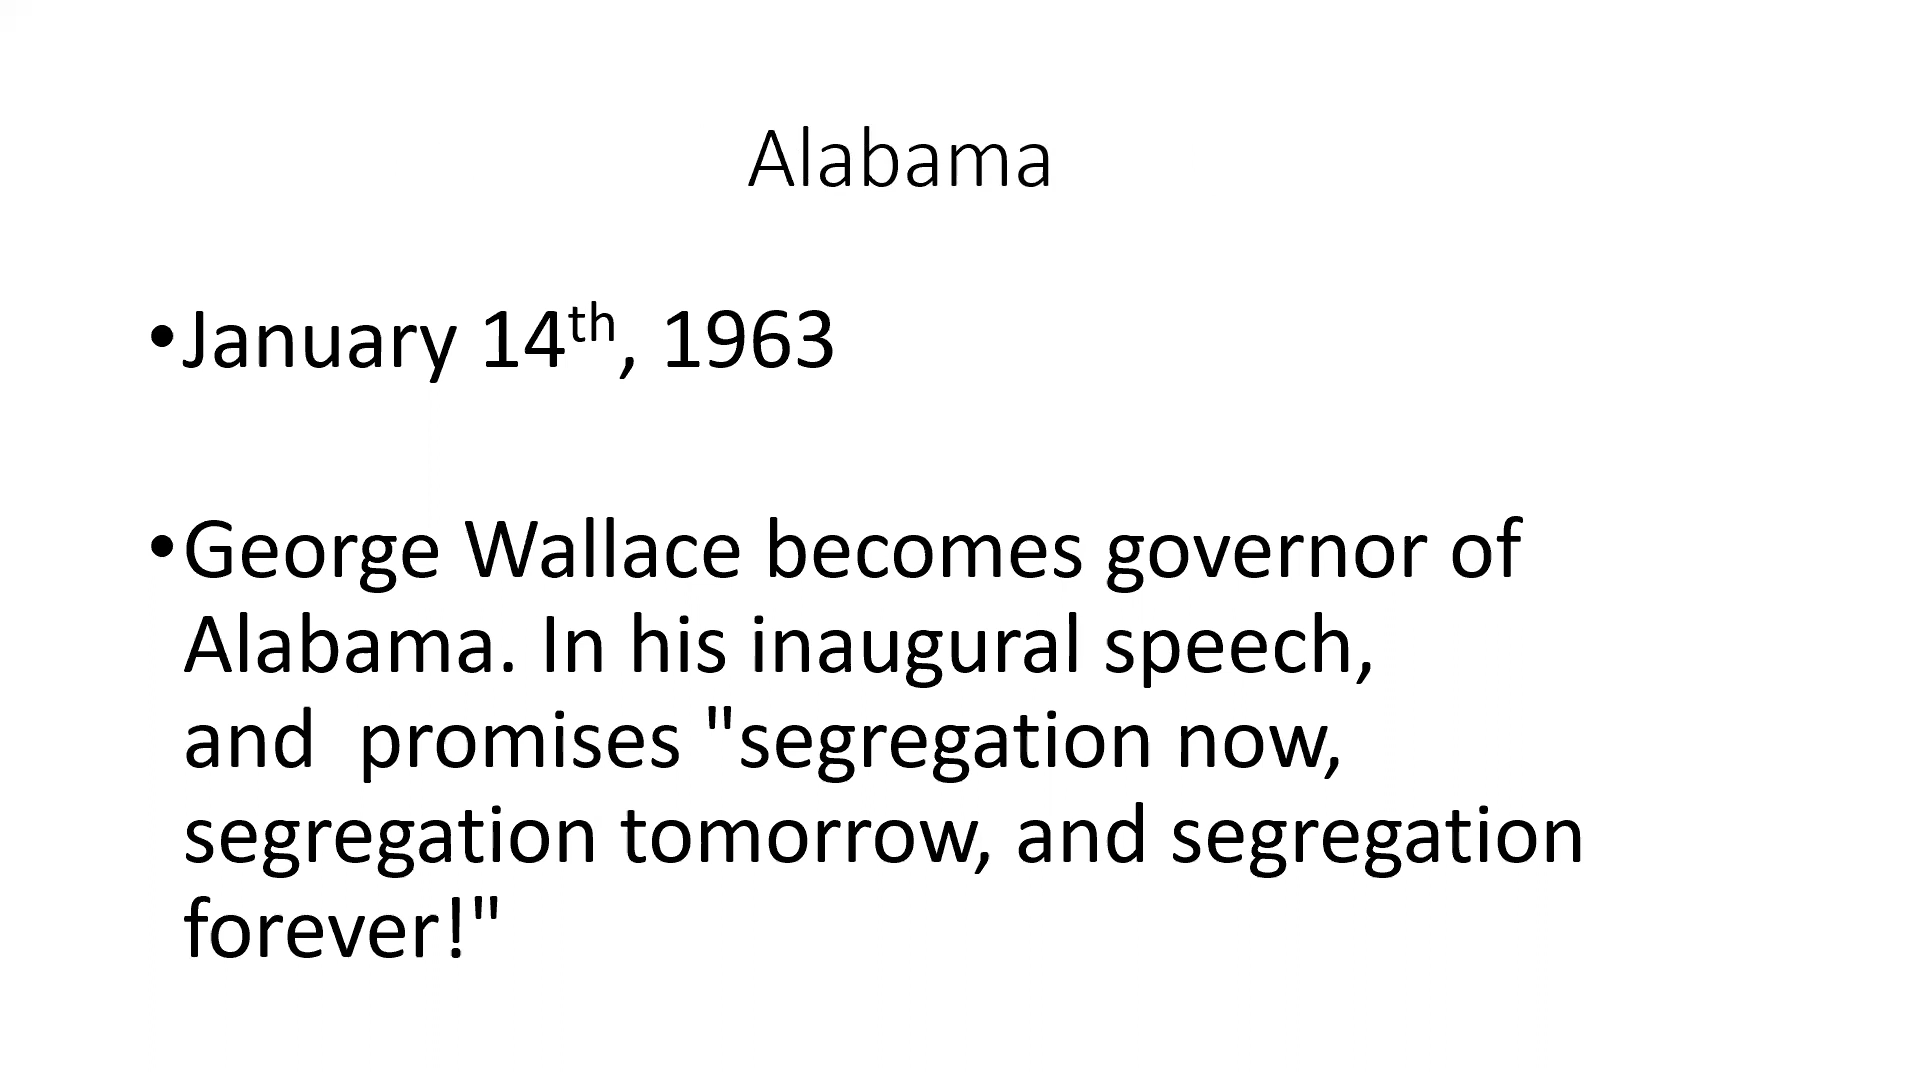 Alabama
•January 14th, 1963
•George Wallace becomes governor of
Alabama. In his inaugural speech,
and  promises "segregation now,
segregation tomorrow, and segregation
forever!"